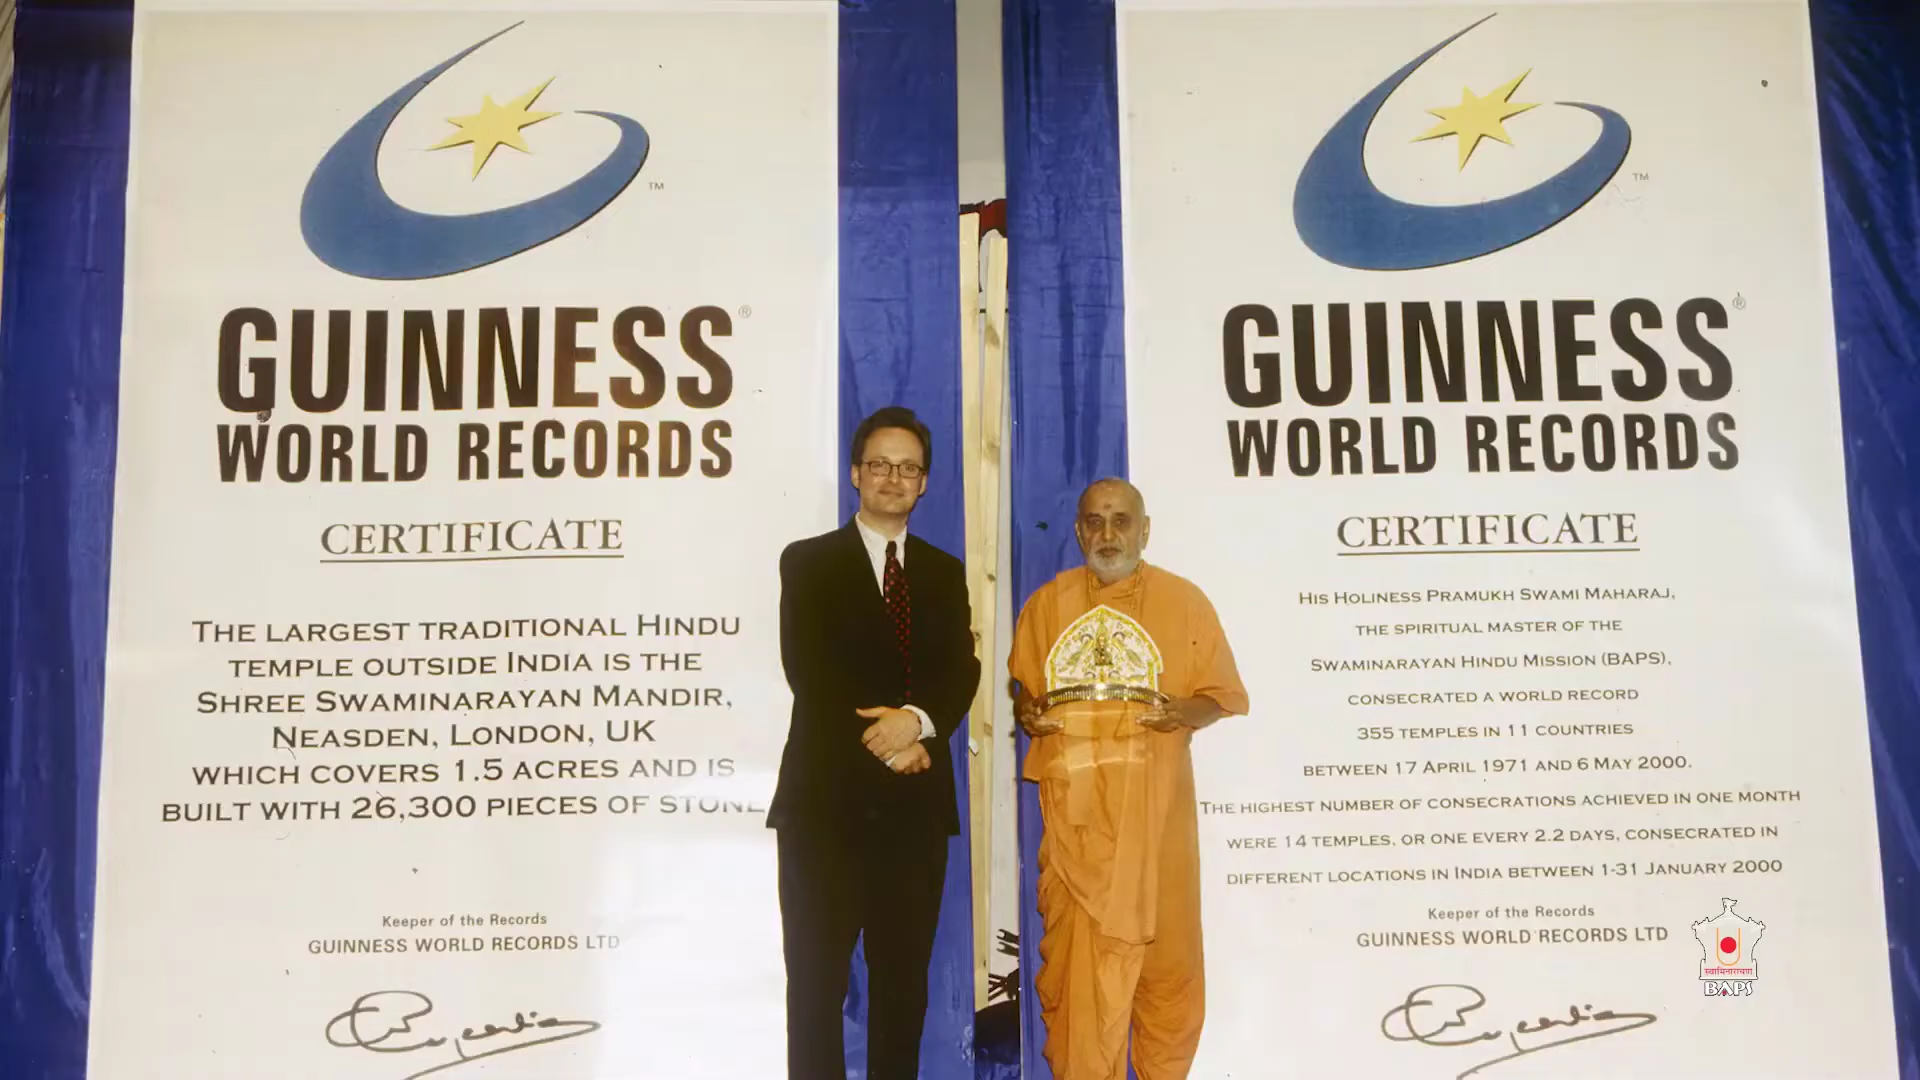 ™
GUINNESS®
WORLD RECORDS
CERTIFICATE
THE LARGEST TRADITIONAL HINDU
TEMPLE OUTSIDE INDIA IS THE
SHREE SWAMINARAYAN MANDIR,
NEASDEN, LONDON, UK
WHICH COVERS 1.5 ACRES AND IS
BUILT WITH 26,300 PIECES OF STONE
Keeper of the Records
GUINNESS WORLD RECORDS LTD
™
GUINNESS®
WORLD RECORDS
CERTIFICATE
HIS HOLINESS PRAMUKH SWAMI MAHARAJ,
THE SPIRITUAL MASTER OF THE
SWAMINARAYAN HINDU MISSION (BAPS),
CONSECRATED A WORLD RECORD
355 TEMPLES IN 11 COUNTRIES
BETWEEN 17 APRIL 1971 AND 6 MAY 2000.
THE HIGHEST NUMBER OF CONSECRATIONS ACHIEVED IN ONE MONTH
WERE 14 TEMPLES, OR ONE EVERY 2.2 DAYS, CONSECRATED IN
DIFFERENT LOCATIONS IN INDIA BETWEEN 1-31 JANUARY 2000
Keeper of the Records
GUINNESS WORLD RECORDS LTD
स्वामिनारायण
BAPS